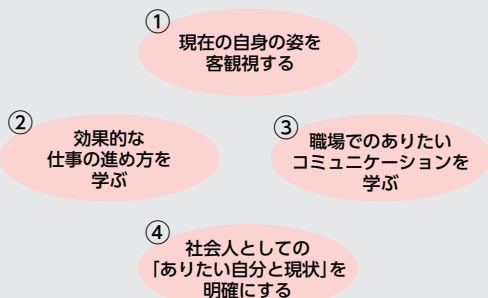 ①
現在の自身の姿を
客観視する
②
効果的な
仕事の進め方を
学ぶ
③
職場でのありたい
コミュニケーションを
学ぶ
④
社会人としての
「ありたい自分と現状」を
明確にする